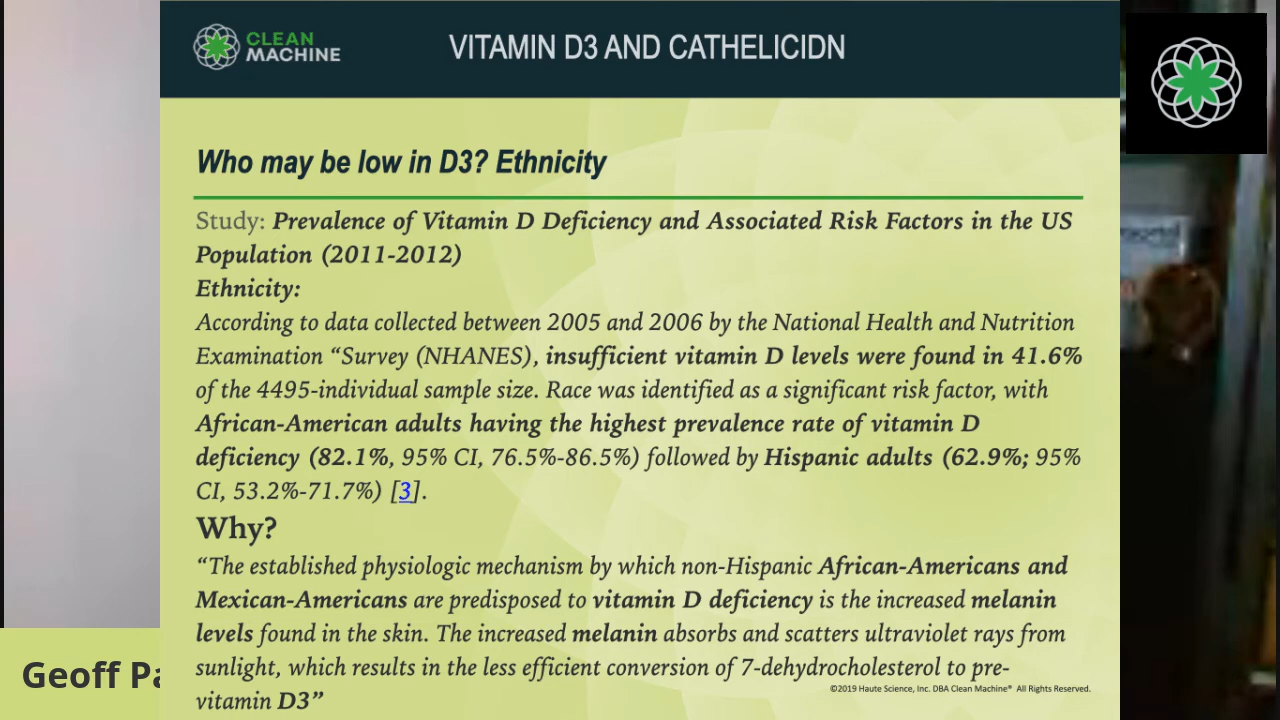 CLEAN
MACHINE
VITAMIN D3 AND CATHELICIDN
Who may be low in D3? Ethnicity
Study: Prevalence of Vitamin D Deficiency and Associated Risk Factors in the US
Population (2011-2012)
Ethnicity:
According to data collected between 2005 and 2006 by the National Health and Nutrition
Examination “Survey (NHANES), insufficient vitamin D levels were found in 41.6%
of the 4495-individual sample size. Race was identified as a significant risk factor, with
African-American adults having the highest prevalence rate of vitamin D
deficiency (82.1%, 95% CI, 76.5%-86.5%) followed by Hispanic adults (62.9%; 95%
CI, 53.2%-71.7%) [3].
Why?
“The established physiologic mechanism by which non-Hispanic African-Americans and
Mexican-Americans are predisposed to vitamin D deficiency is the increased melanin
levels found in the skin. The increased melanin absorbs and scatters ultraviolet rays from
sunlight, which results in the less efficient conversion of 7-dehydrocholesterol to pre-
vitamin D3”
©2019 Haute Science, Inc. DBA Clean Machine® All Rights Reserved.
Geoff Pa